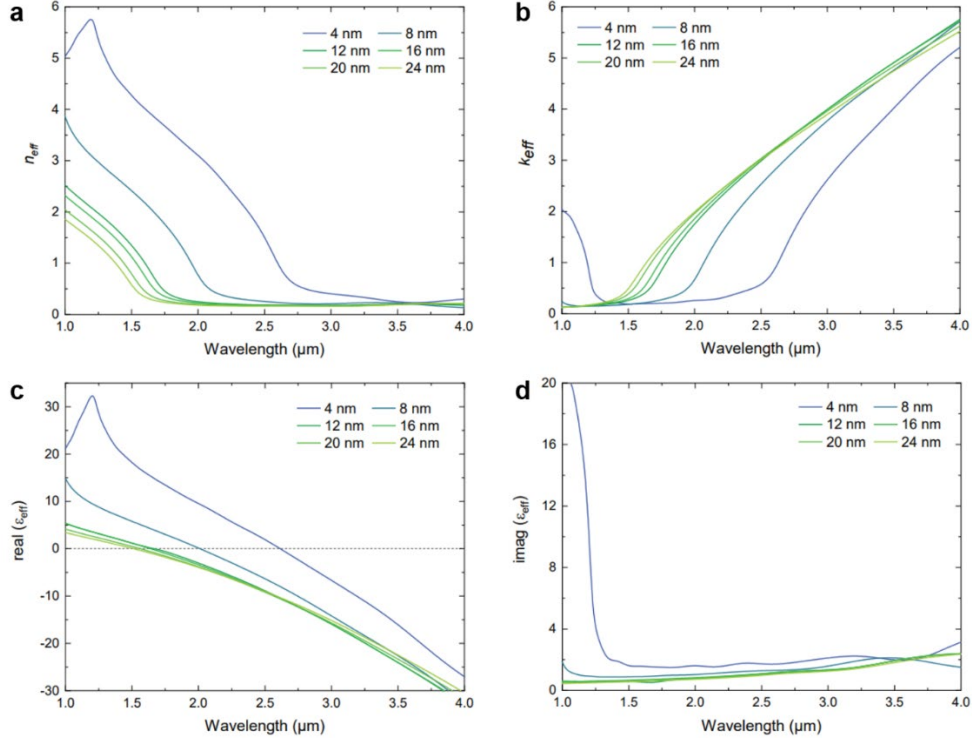 a
6
5
4
3
2
1
0
n_eff
4 nm 8 nm
12 nm 16 nm
20 nm 24 nm
1.0 1.5 2.0 2.5 3.0 3.5 4.0
Wavelength (μm)
b
6
5
4
3
2
1
0
k_eff
4 nm 8 nm
12 nm 16 nm
20 nm 24 nm
1.0 1.5 2.0 2.5 3.0 3.5 4.0
Wavelength (μm)
c
30
20
10
0
-10
-20
-30
real (ε_eff)
4 nm 8 nm
12 nm 16 nm
20 nm 24 nm
1.0 1.5 2.0 2.5 3.0 3.5 4.0
Wavelength (μm)
d
20
16
12
8
4
0
imag (ε_eff)
4 nm 8 nm
12 nm 16 nm
20 nm 24 nm
1.0 1.5 2.0 2.5 3.0 3.5 4.0
Wavelength (μm)